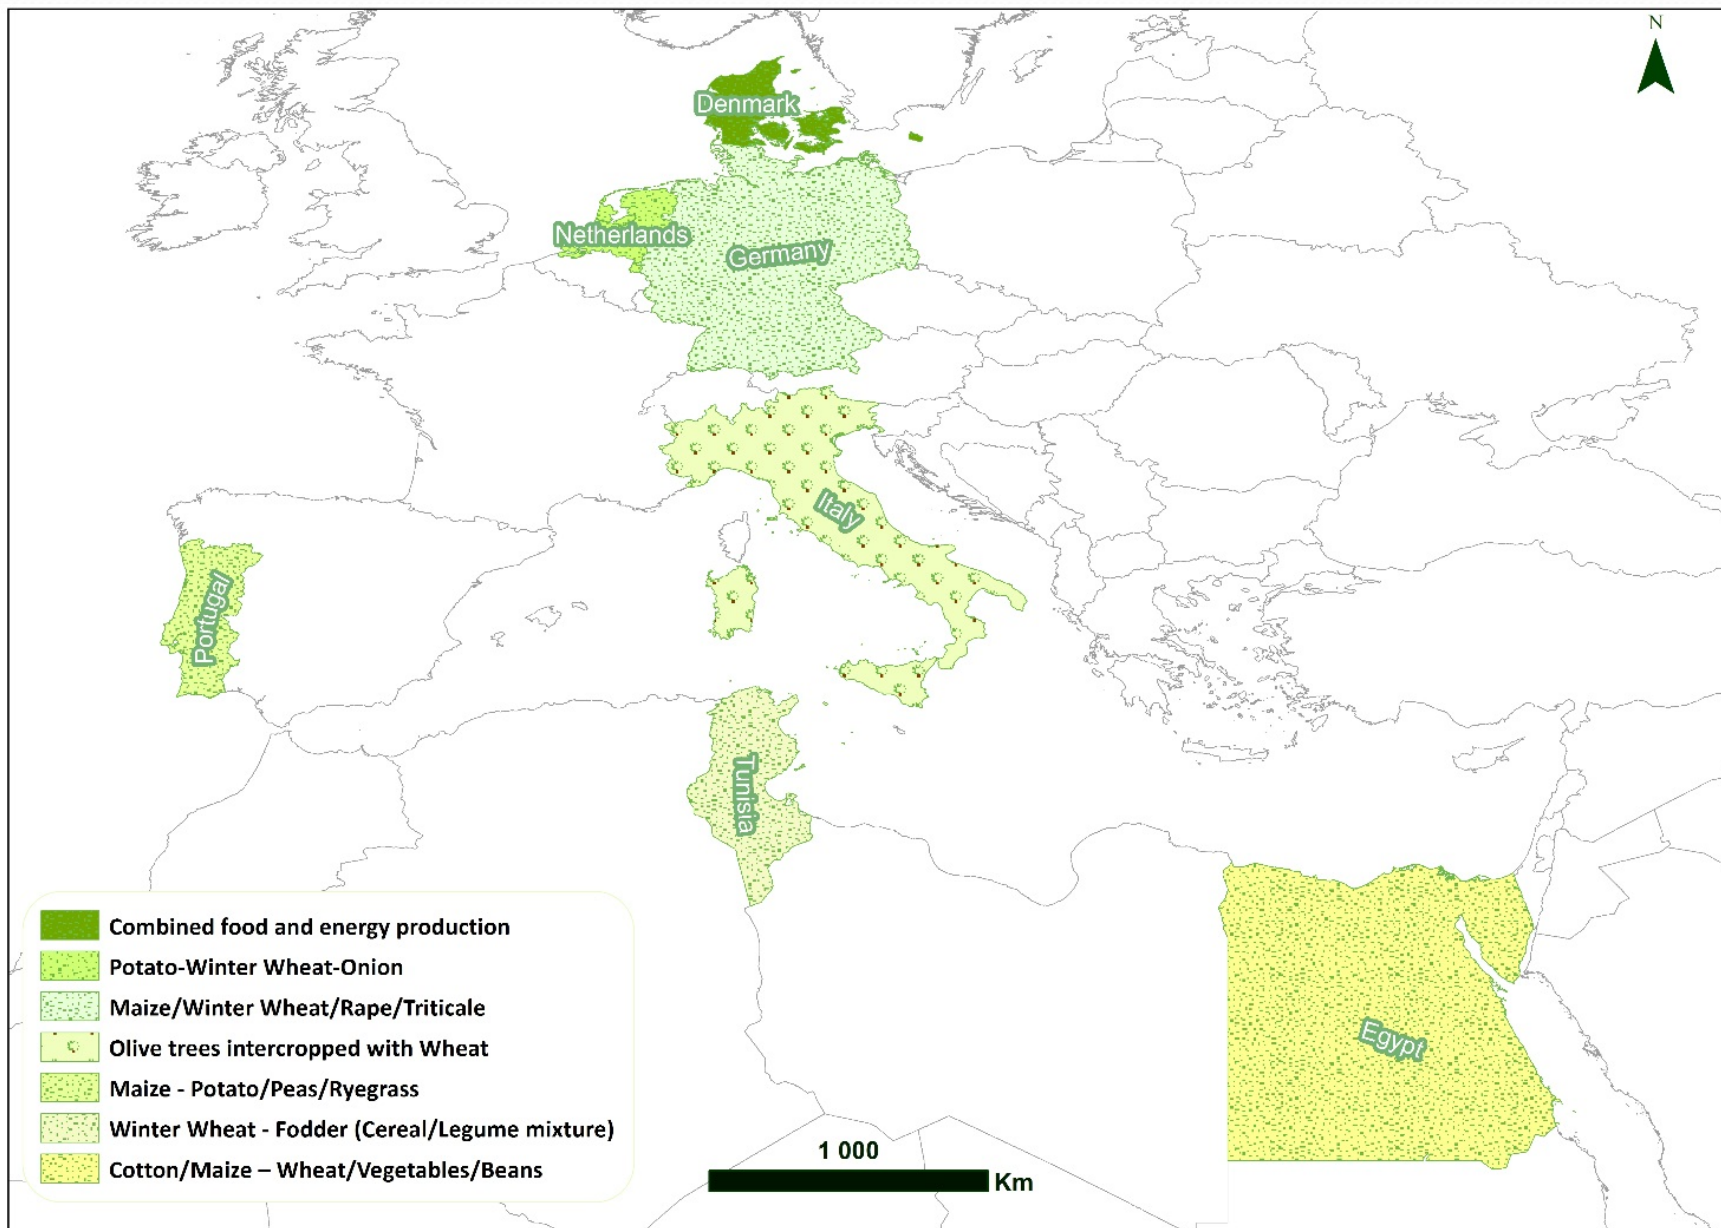 N
Denmark
Netherlands
Germany
Italy
Portugal
Tunisia
Egypt
Combined food and energy production
Potato-Winter Wheat-Onion
Maize/Winter Wheat/Rape/Triticale
Olive trees intercropped with Wheat
Maize - Potato/Peas/Ryegrass
Winter Wheat - Fodder (Cereal/Legume mixture)
Cotton/Maize – Wheat/Vegetables/Beans
1 000
Km